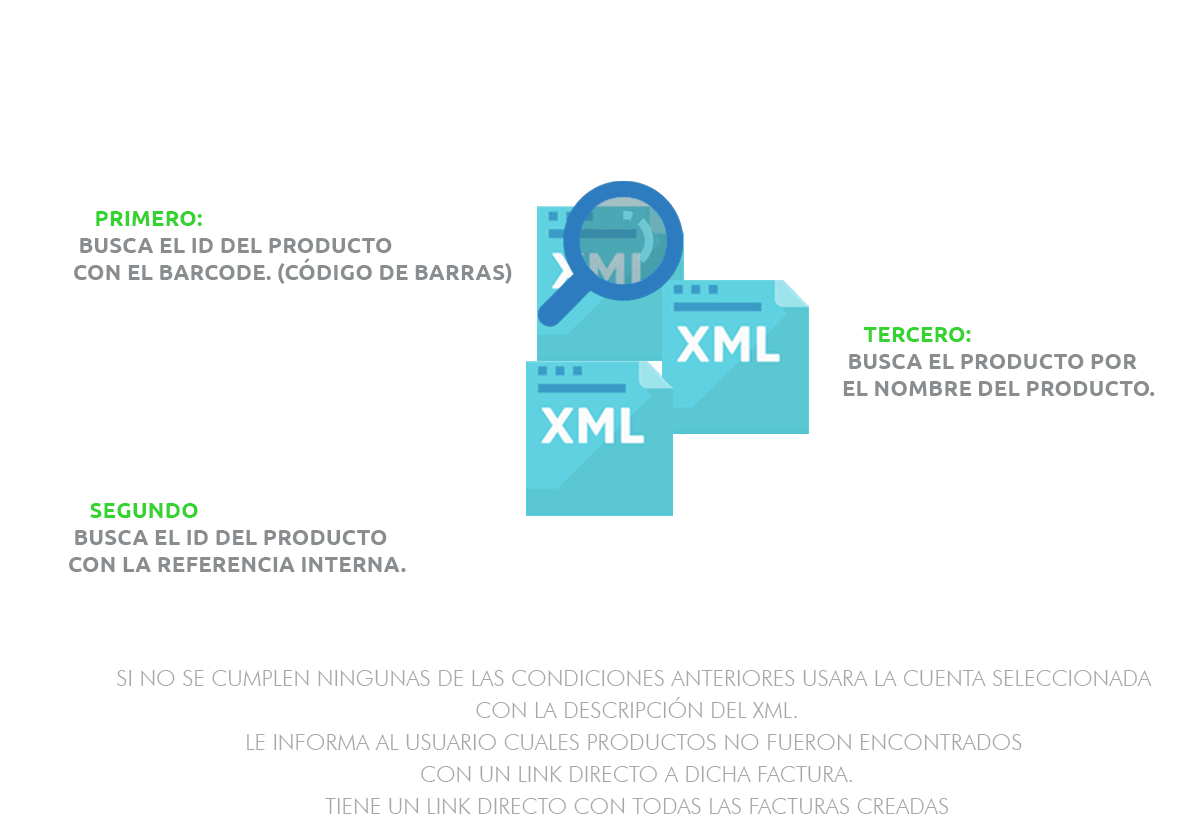 PRIMERO:
BUSCA EL ID DEL PRODUCTO
CON EL BARCODE. (CÓDIGO DE BARRAS)
XML
XML
XML
TERCERO:
BUSCA EL PRODUCTO POR
EL NOMBRE DEL PRODUCTO.
SEGUNDO
BUSCA EL ID DEL PRODUCTO
CON LA REFERENCIA INTERNA.
SI NO SE CUMPLEN NINGUNAS DE LAS CONDICIONES ANTERIORES USARA LA CUENTA SELECCIONADA
CON LA DESCRIPCIÓN DEL XML.
LE INFORMA AL USUARIO CUALES PRODUCTOS NO FUERON ENCONTRADOS
CON UN LINK DIRECTO A DICHA FACTURA.
TIENE UN LINK DIRECTO CON TODAS LAS FACTURAS CREADAS